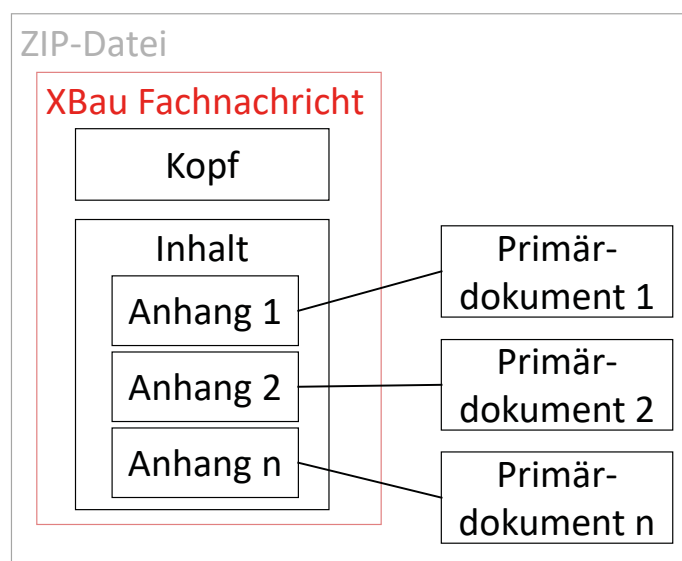 ZIP-Datei
XBau Fachnachricht
Kopf
Inhalt
Anhang 1
Anhang 2
Anhang n
Primär-
dokument 1
Primär-
dokument 2
Primär-
dokument n